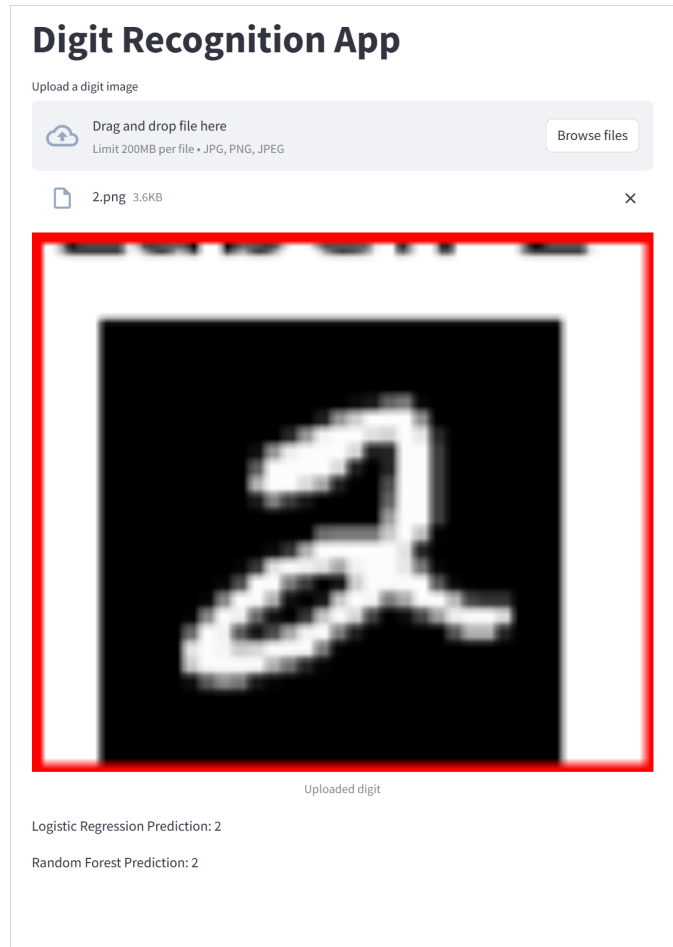 Digit Recognition App
Upload a digit image
Drag and drop file here
Limit 200MB per file • JPG, PNG, JPEG
Browse files
2.png 3.6KB
2
Uploaded digit
Logistic Regression Prediction: 2
Random Forest Prediction: 2